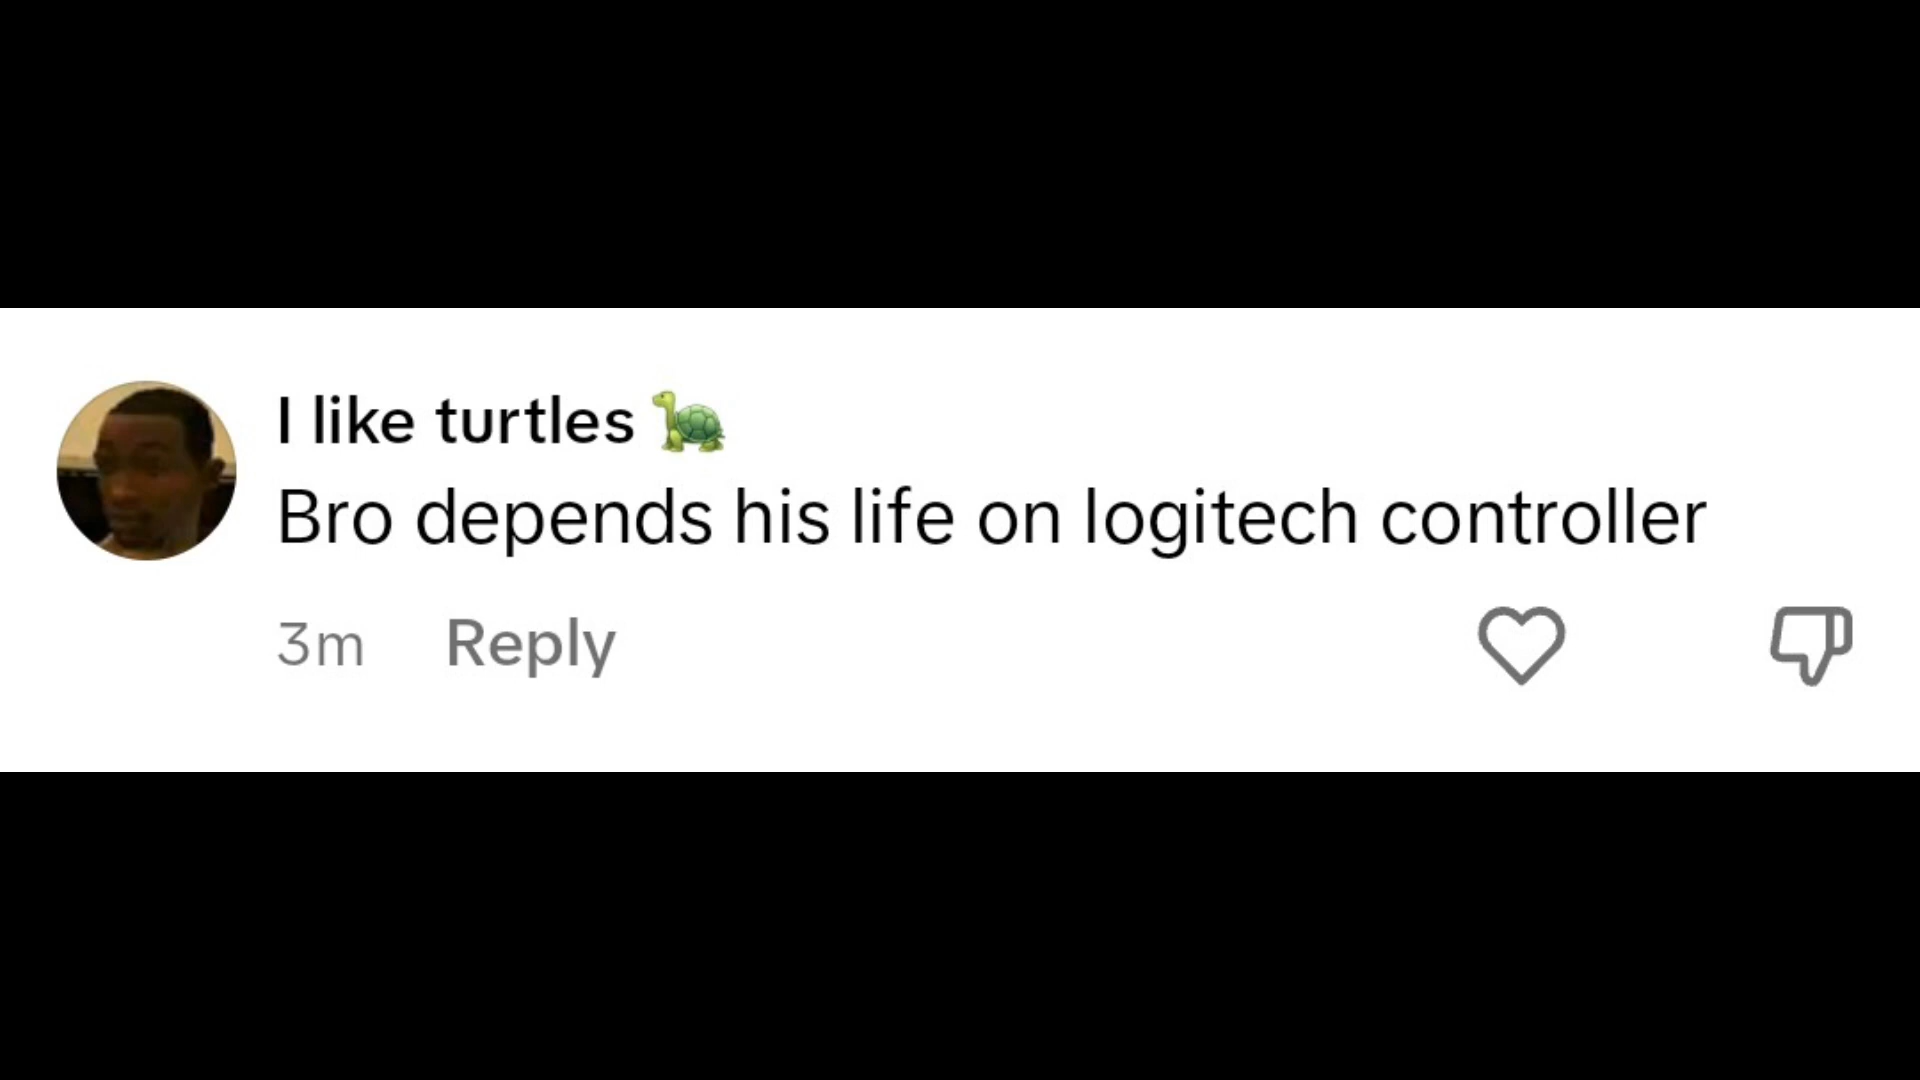 I like turtles 🐢
Bro depends his life on logitech controller
3m Reply